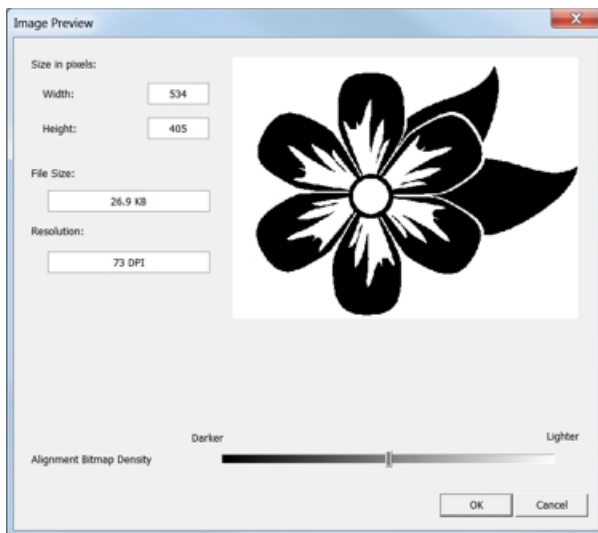 Image Preview
Size in pixels:
Width: 534
Height: 405
File Size:
26.9 KB
Resolution:
73 DPI
Darker Lighter
Alignment Bitmap Density
OK Cancel